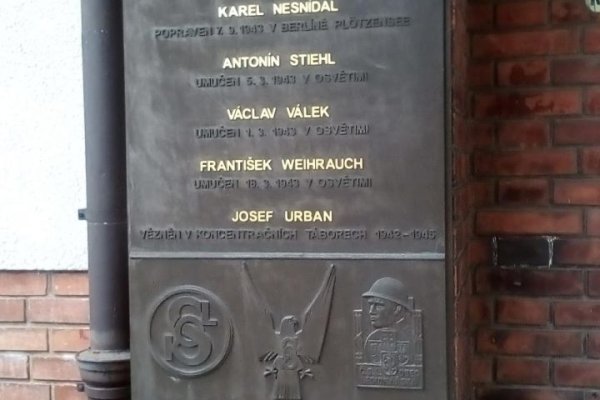 KAREL NESNÍDAL
POPRAVEN 7. 9. 1943 V BERLÍNĚ PLÖTZENSEE
ANTONÍN STIEHL
UMUČEN 5. 3. 1943 V OSVĚTIMI
VÁCLAV VÁLEK
UMUČEN 1. 3. 1943 V OSVĚTIMI
FRANTIŠEK WEIHRAUCH
UMUČEN 18. 3. 1943 V OSVĚTIMI
JOSEF URBAN
VĚZNĚN V KONCENTRAČNÍCH TÁBORECH 1942-1945